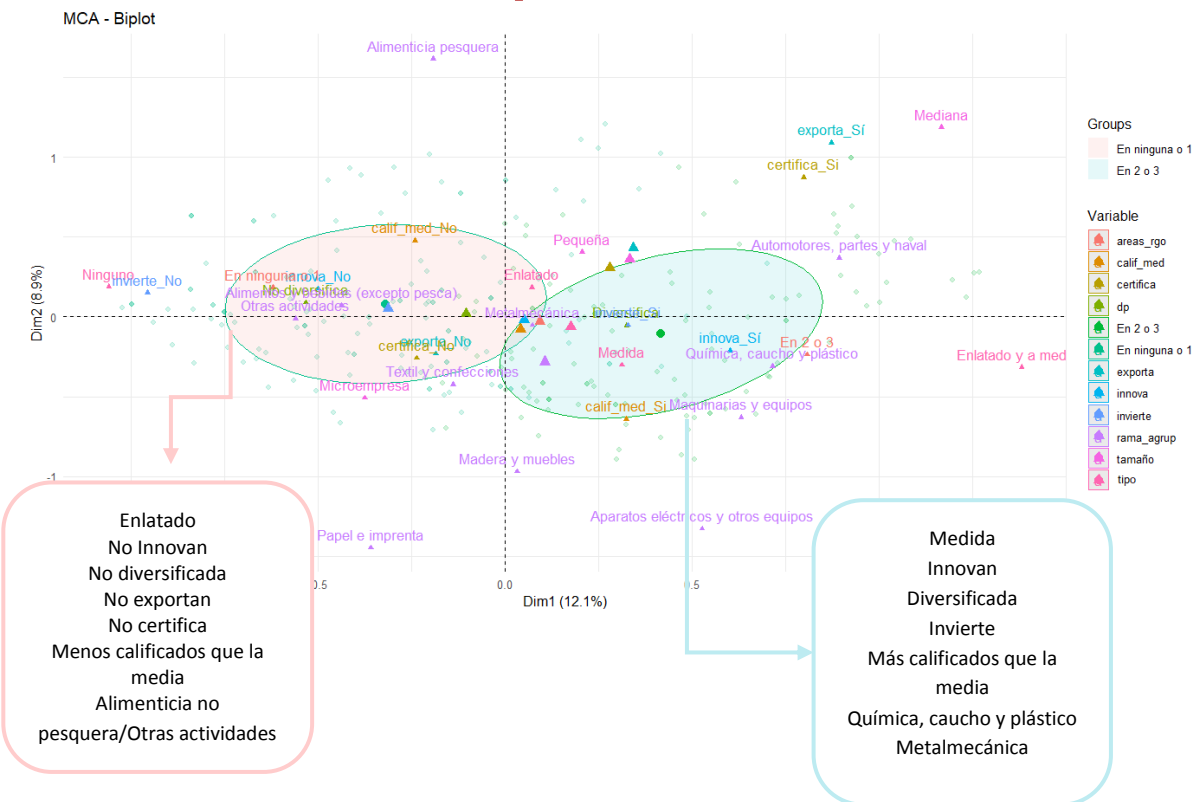 MCA - Biplot
Alimenticia pesquera
Mediana
exporta_Sí
certifica_Si
calif_med_No
Pequeña
Automotores, partes y naval
Ninguno
invierte_No
En ninguna o 1
innova_No
Enlatado
No diversifica
Alimentos y bebidas (excepto pesca)
Otras actividades
Metalmecánica
certifica_No
exporta_No
Medida
innova_Sí
En 2 o 3
Química, caucho y plástico
Enlatado y a med
Textil y confecciones
Microempresa
calif_med_Si
Maquinarias y equipos
Madera y muebles
Aparatos eléctricos y otros equipos
Papel e imprenta
1
0
-1
Dim2 (8.9%)
0.5
0.0
0.5
Dim1 (12.1%)
Groups
En ninguna o 1
En 2 o 3
Variable
areas_rgo
calif_med
certifica
dp
En 2 o 3
En ninguna o 1
exporta
innova
invierte
rama_agrup
tamaño
tipo
Enlatado
No Innovan
No diversificada
No exportan
No certifica
Menos calificados que la
media
Alimenticia no
pesquera/Otras actividades
Medida
Innovan
Diversificada
Invierte
Más calificados que la
media
Química, caucho y plástico
Metalmecánica